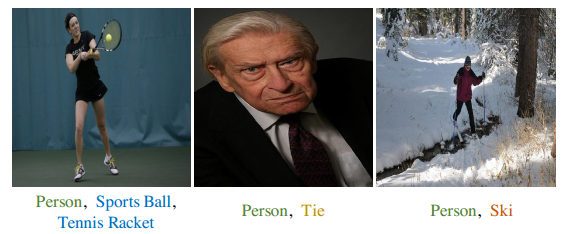 Person, Sports Ball,
Tennis Racket
Person, Tie
Person, Ski